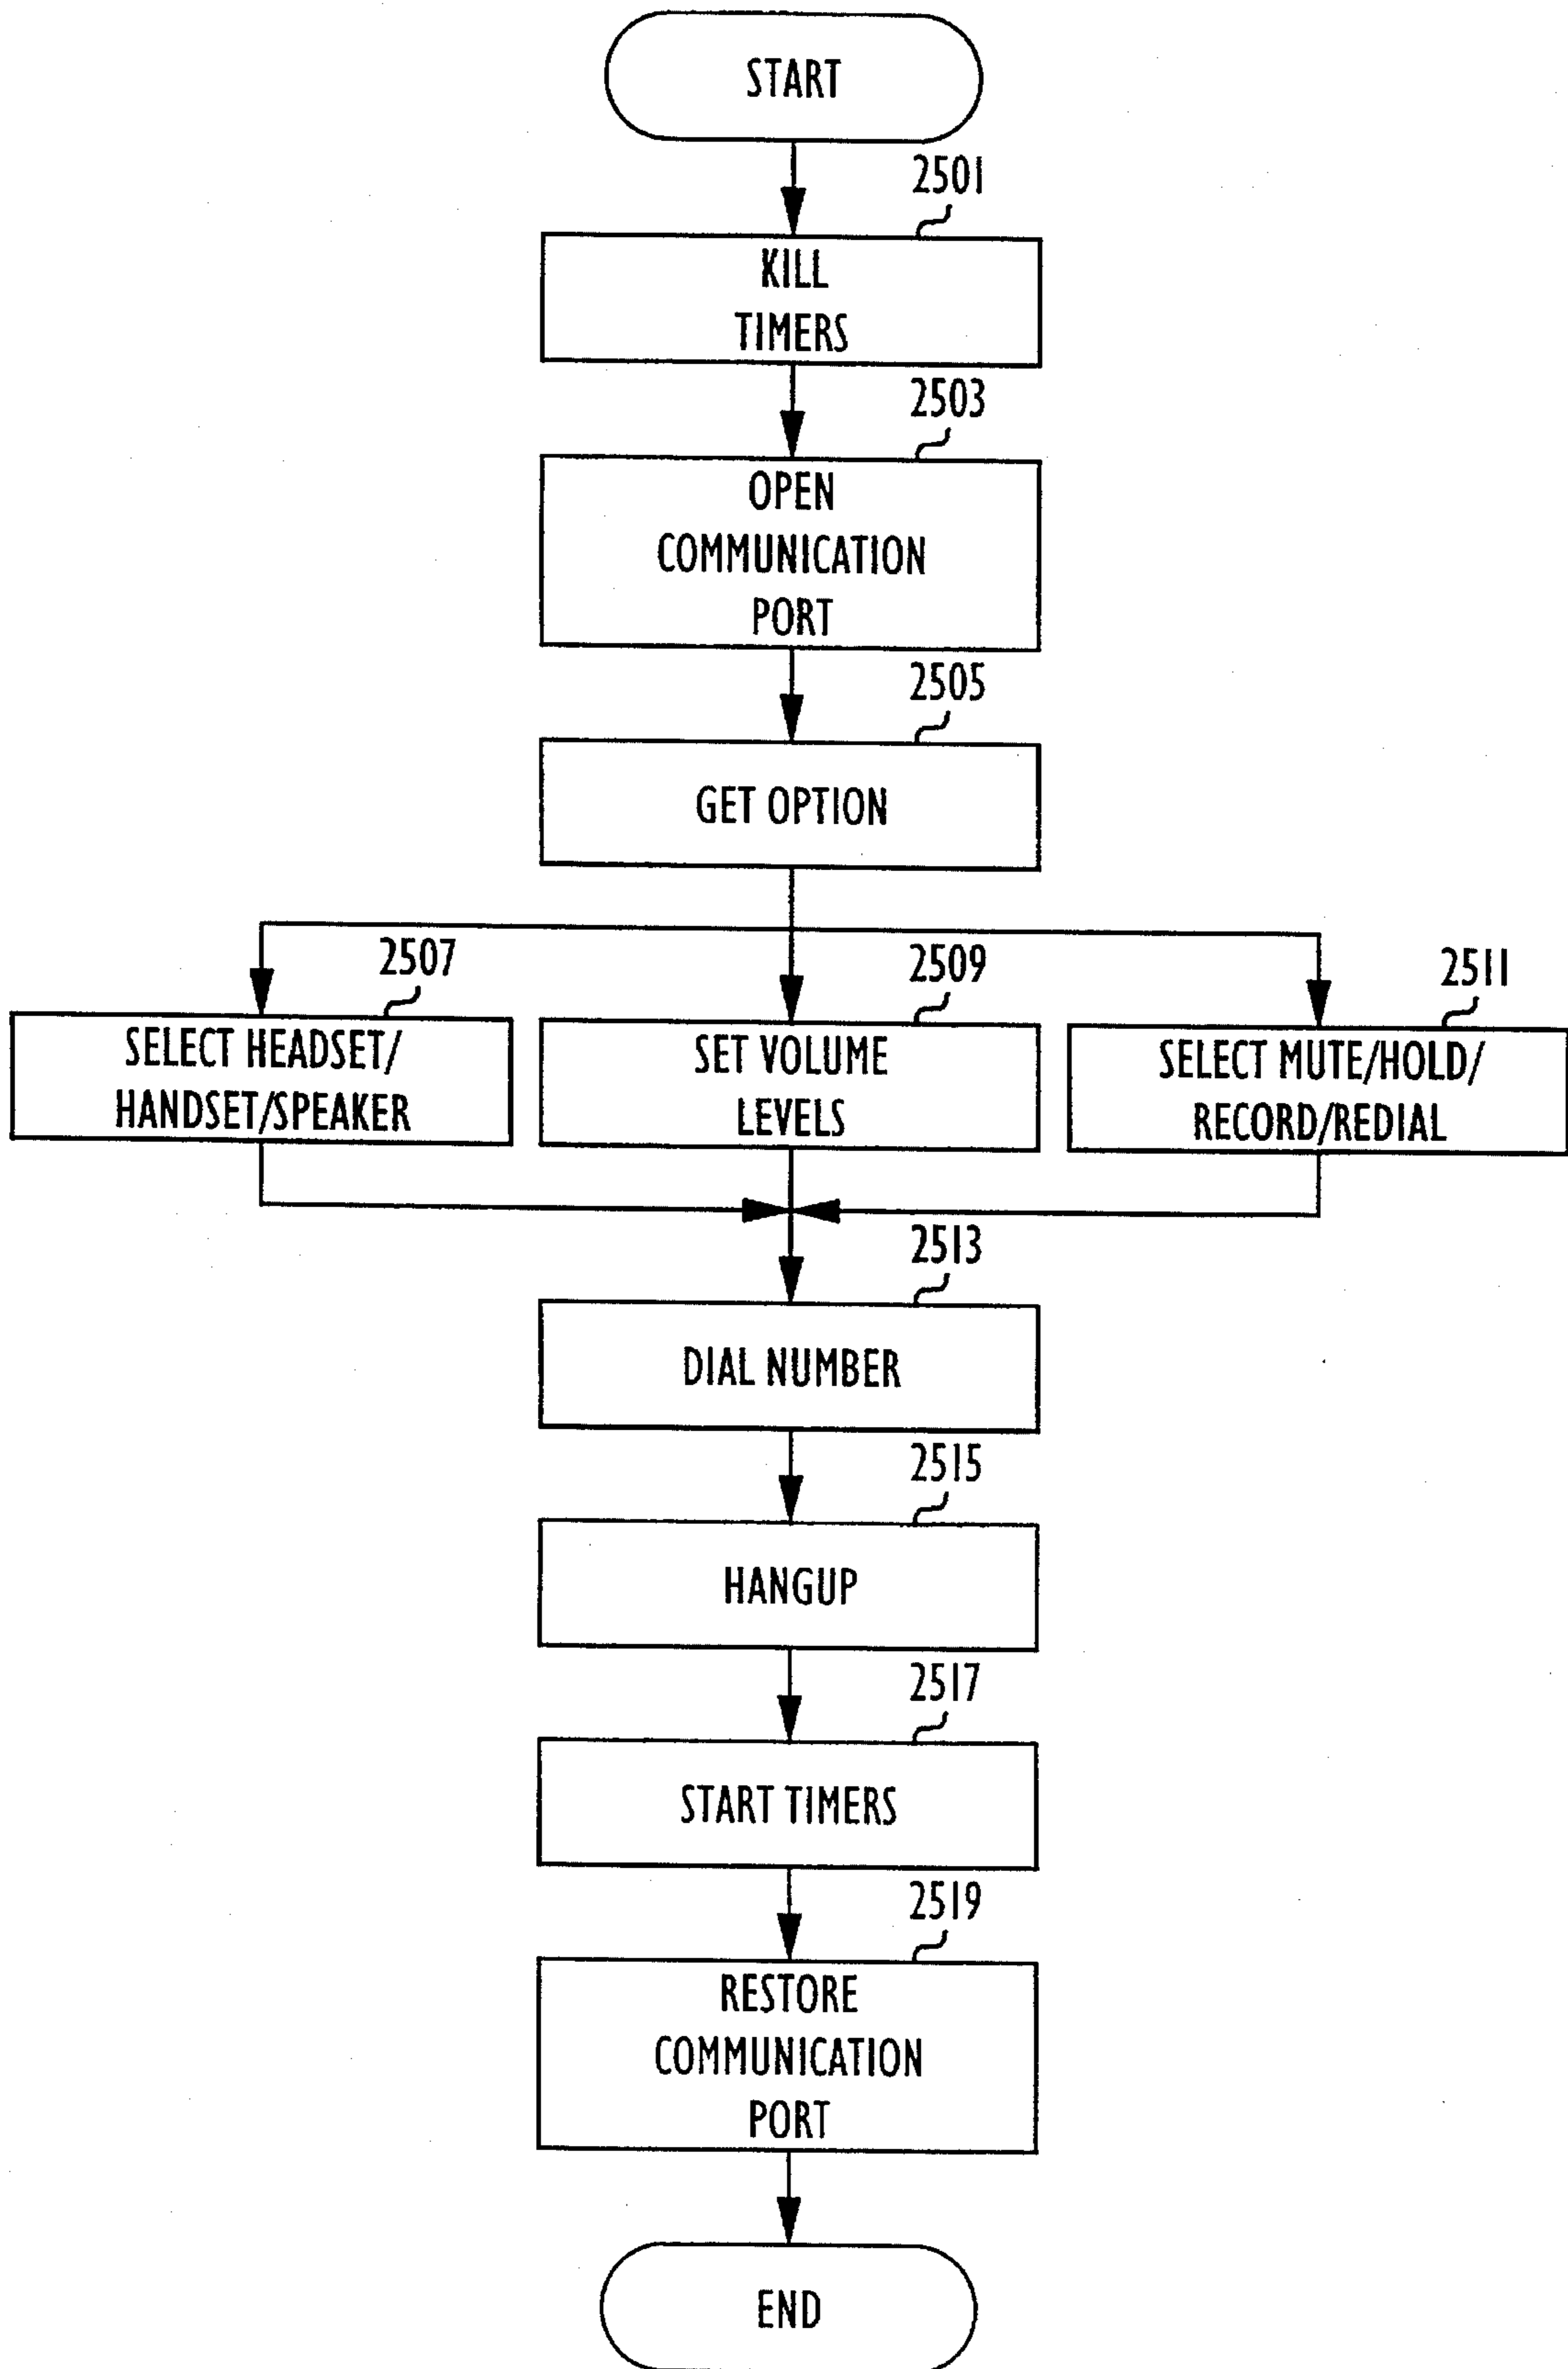 START
2501
KILL
TIMERS
2503
OPEN
COMMUNICATION
PORT
2505
GET OPTION
2507
SELECT HEADSET/
HANDSET/SPEAKER
2509
SET VOLUME
LEVELS
2511
SELECT MUTE/HOLD/
RECORD/REDIAL
2513
DIAL NUMBER
2515
HANGUP
2517
START TIMERS
2519
RESTORE
COMMUNICATION
PORT
END